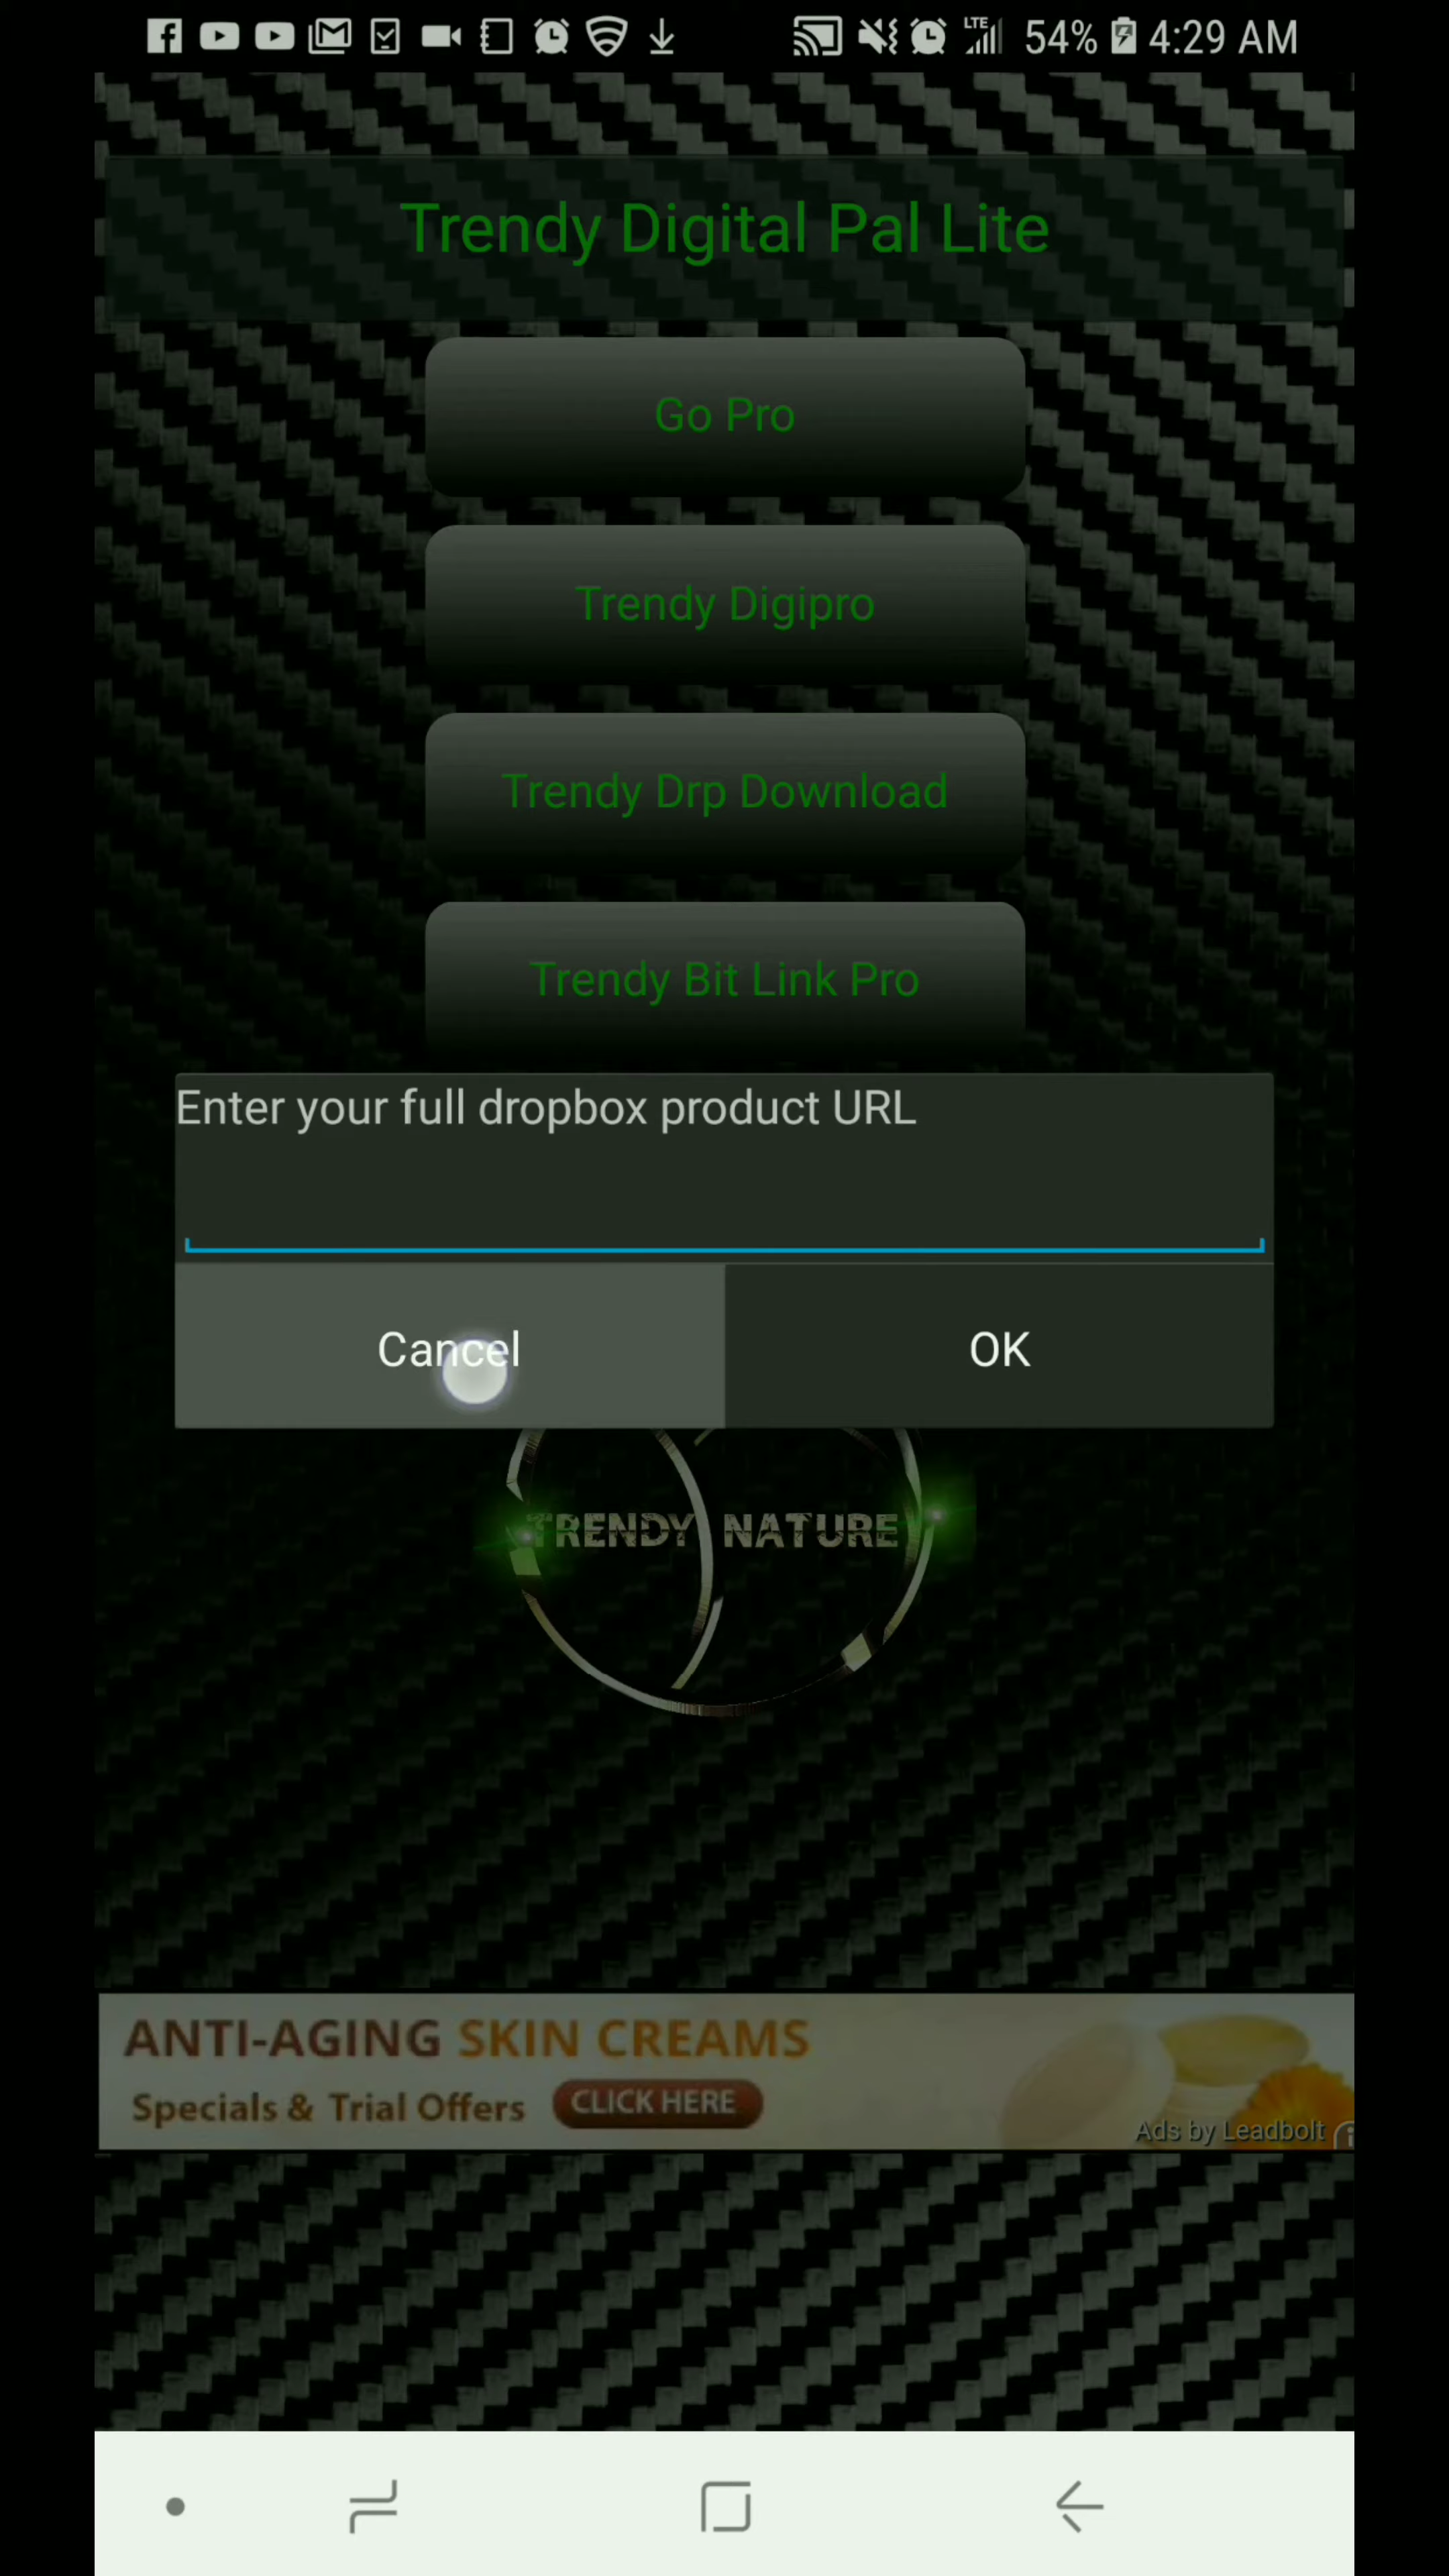 LTE 54% 4:29 AM
Trendy Digital Pal Lite
Go Pro
Trendy Digipro
Trendy Drp Download
Trendy Bit Link Pro
Enter your full dropbox product URL
Cancel OK
TRENDY NATURE
ANTI-AGING SKIN CREAMS
Specials & Trial Offers CLICK HERE
Ads by Leadbolt